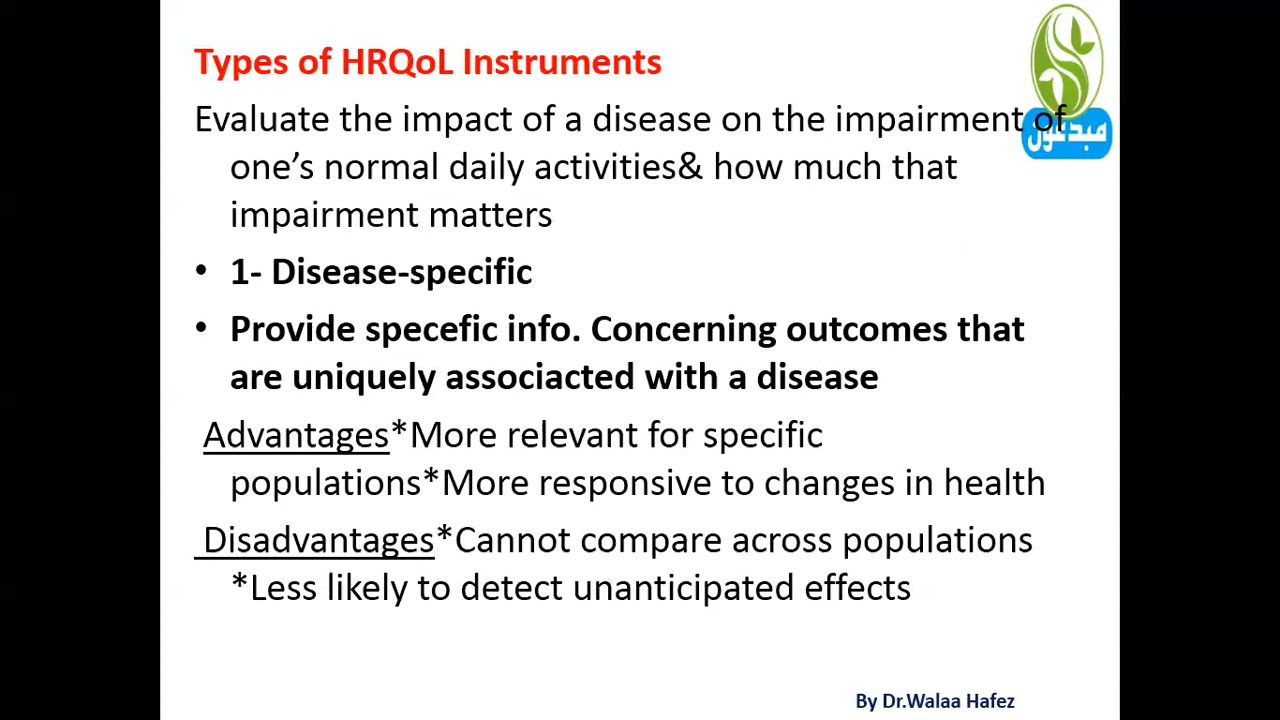 Types of HRQoL Instruments
Evaluate the impact of a disease on the impairment of
one’s normal daily activities& how much that
impairment matters
• 1- Disease-specific
• Provide specefic info. Concerning outcomes that
are uniquely associacted with a disease
Advantages*More relevant for specific
populations*More responsive to changes in health
Disadvantages*Cannot compare across populations
*Less likely to detect unanticipated effects
مبدعون
By Dr.Walaa Hafez